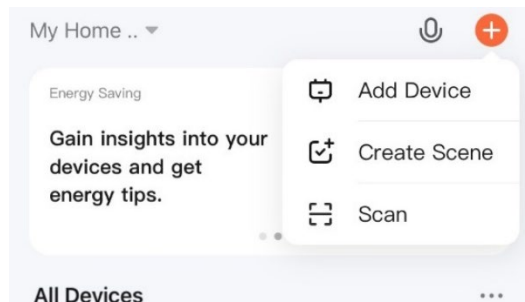 My Home ..
Add Device
Energy Saving
Gain insights into your
devices and get
energy tips.
Create Scene
Scan
All Devices